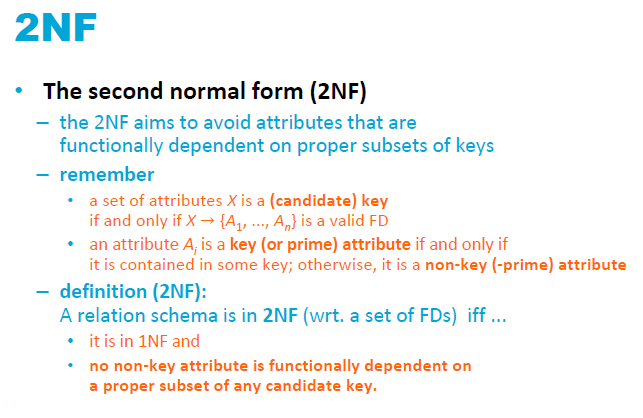 2NF
• The second normal form (2NF)
– the 2NF aims to avoid attributes that are
functionally dependent on proper subsets of keys
– remember
• a set of attributes X is a (candidate) key
if and only if X → {A₁, ..., Aₙ} is a valid FD
• an attribute Aᵢ is a key (or prime) attribute if and only if
it is contained in some key; otherwise, it is a non-key (-prime) attribute
– definition (2NF):
A relation schema is in 2NF (wrt. a set of FDs) iff ...
• it is in 1NF and
• no non-key attribute is functionally dependent on
a proper subset of any candidate key.